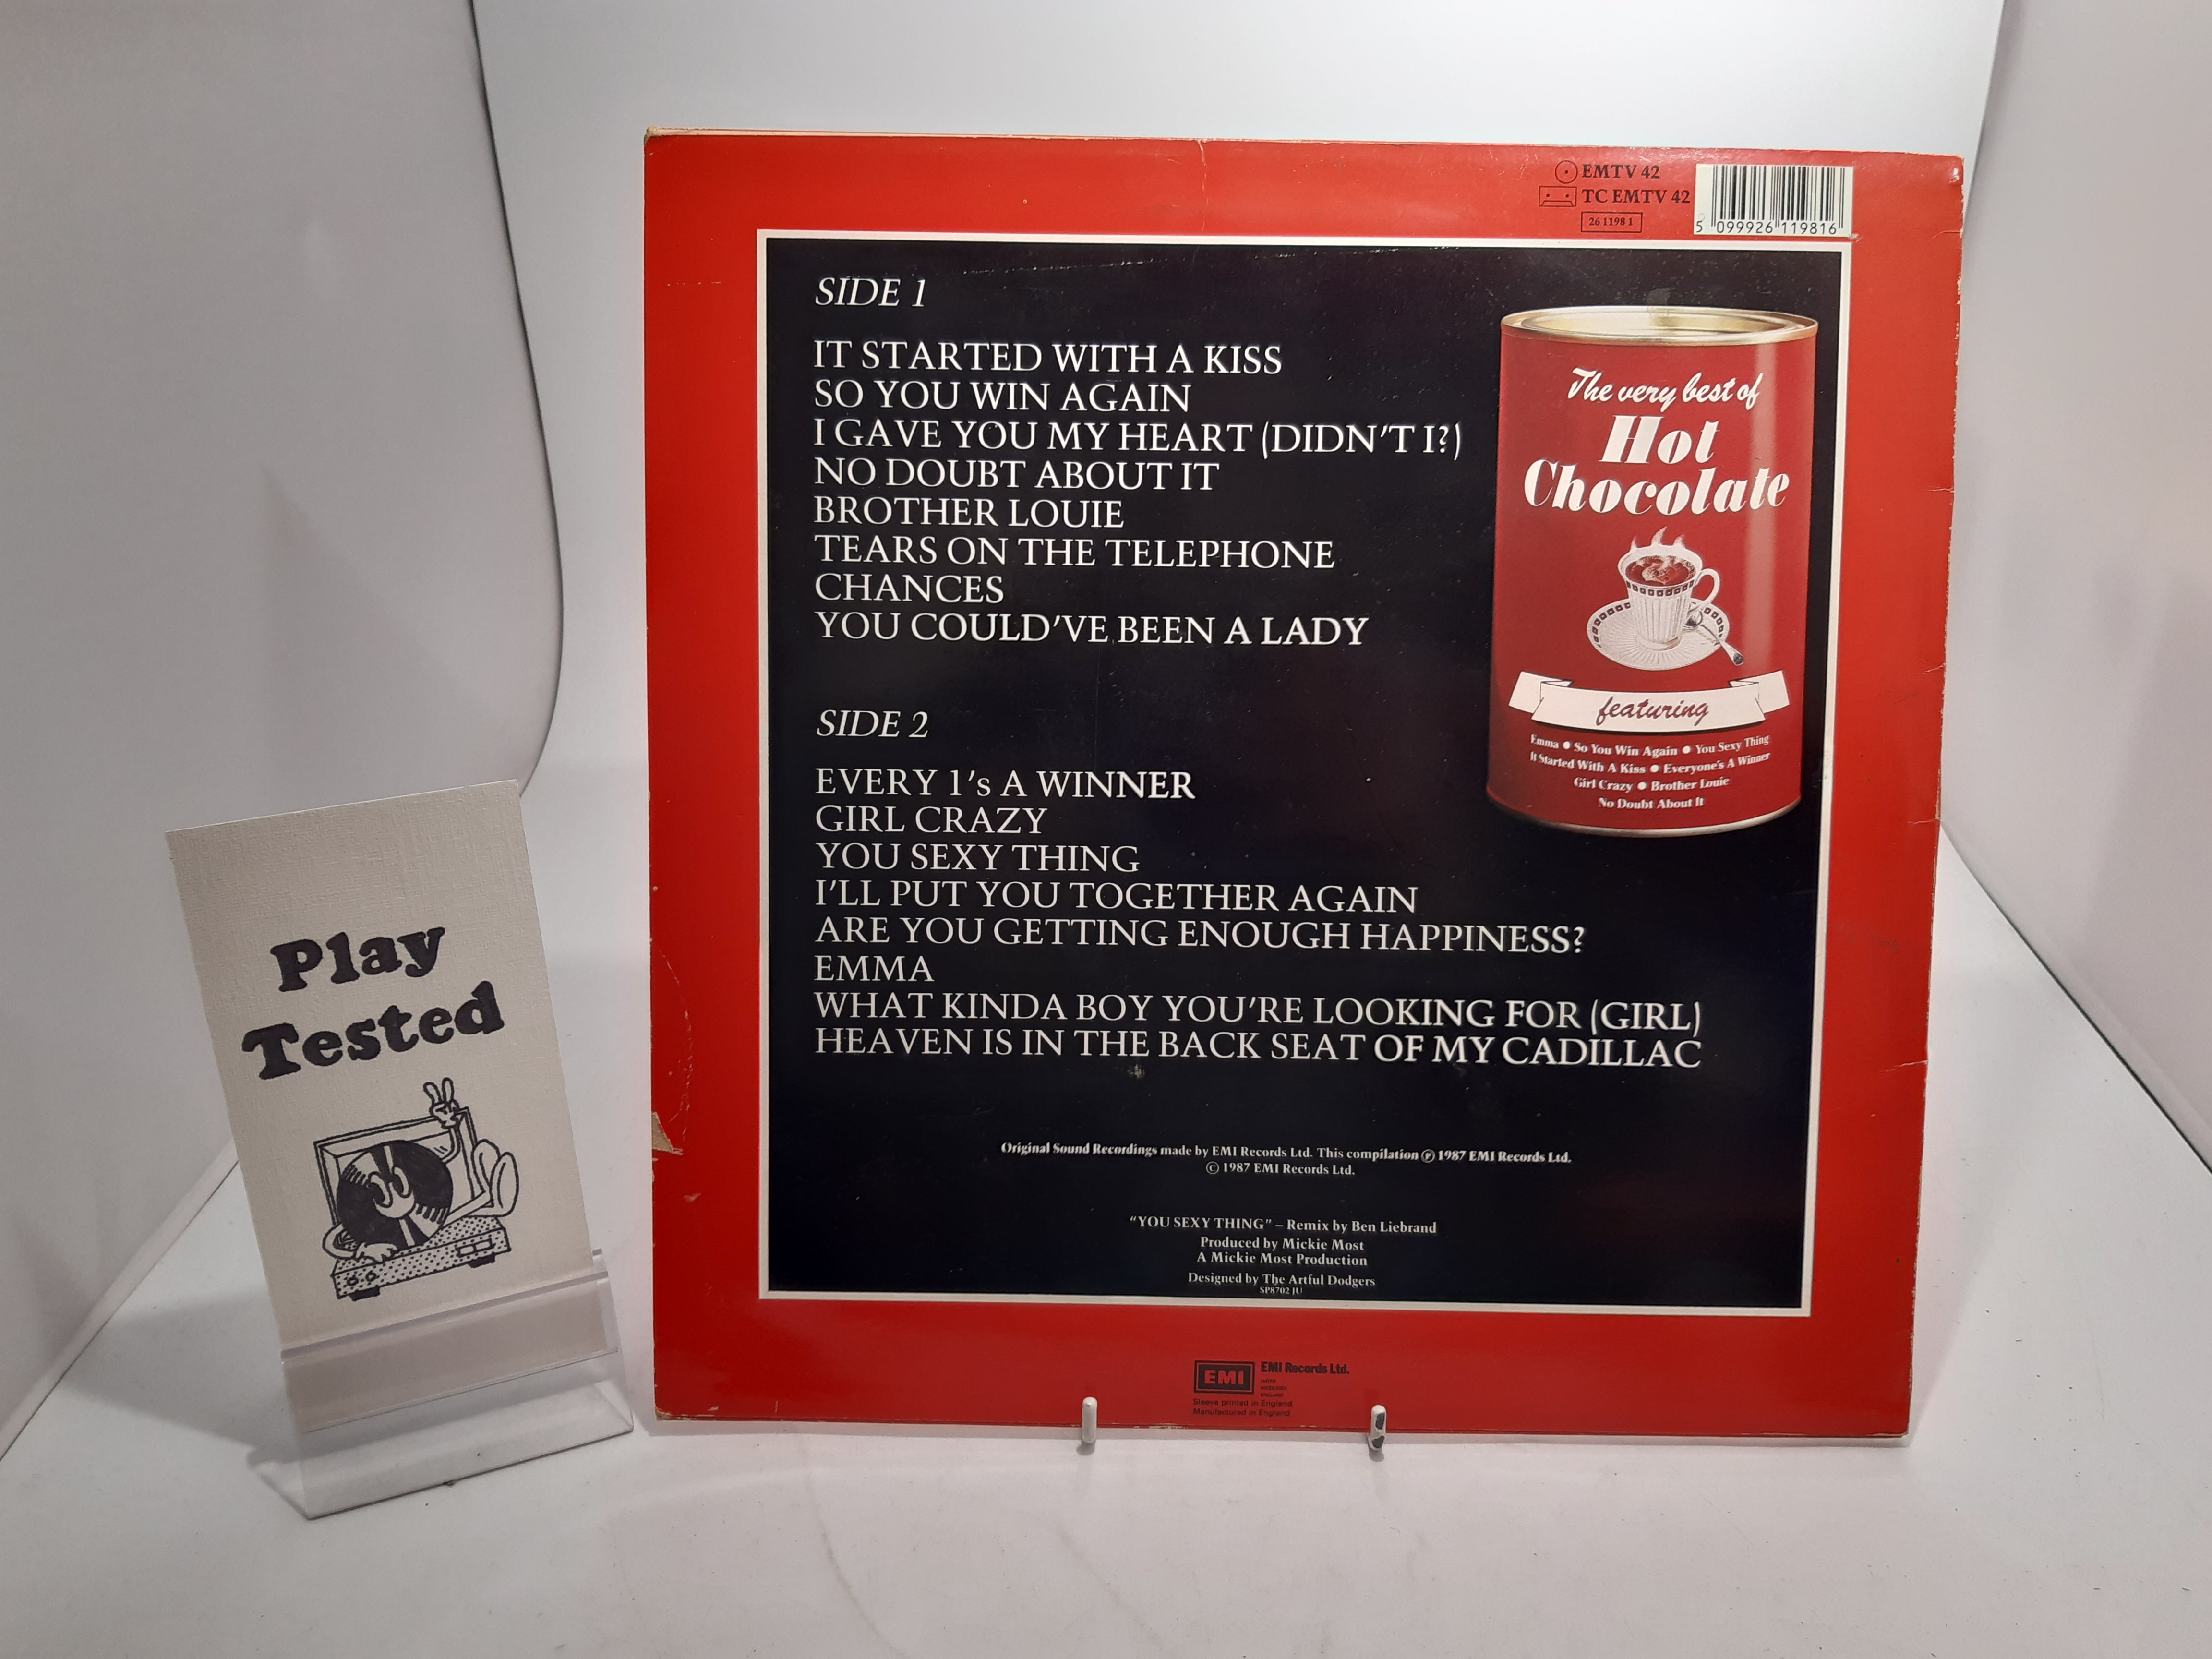 EMTV 42
TC EMTV 42
26 1198 1
5 099926 119816
SIDE 1
IT STARTED WITH A KISS
SO YOU WIN AGAIN
I GAVE YOU MY HEART (DIDN'T I?)
NO DOUBT ABOUT IT
BROTHER LOUIE
TEARS ON THE TELEPHONE
CHANCES
YOU COULD'VE BEEN A LADY
SIDE 2
EVERY 1's A WINNER
GIRL CRAZY
YOU SEXY THING
I'LL PUT YOU TOGETHER AGAIN
ARE YOU GETTING ENOUGH HAPPINESS?
EMMA
WHAT KINDA BOY YOU'RE LOOKING FOR (GIRL)
HEAVEN IS IN THE BACK SEAT OF MY CADILLAC
The very best of
Hot
Chocolate
featuring
Emma • So You Win Again • You Sexy Thing
It Started With A Kiss • Everyone's A Winner
Girl Crazy • Brother Louie
No Doubt About It
Original Sound Recordings made by EMI Records Ltd. This compilation ℗ 1987 EMI Records Ltd.
© 1987 EMI Records Ltd.
"YOU SEXY THING" – Remix by Ben Liebrand
Produced by Mickie Most
A Mickie Most Production
Designed by The Artful Dodgers
SP8702 JU
EMI
EMI Records Ltd.
Sleeve printed in England
Manufactured in England
Play
Tested